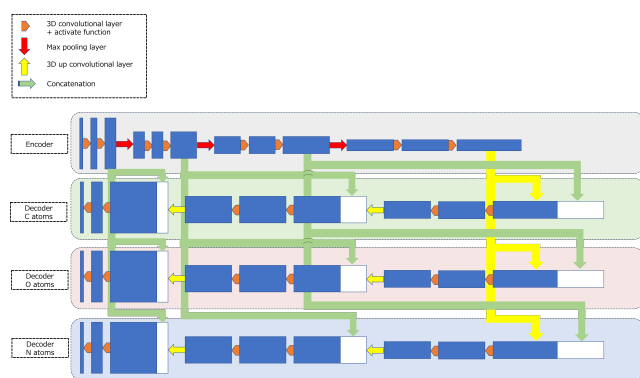 3D convolutional layer
+ activate function
Max pooling layer
3D up convolutional layer
Concatenation
Encoder
Decoder
C atoms
Decoder
O atoms
Decoder
N atoms